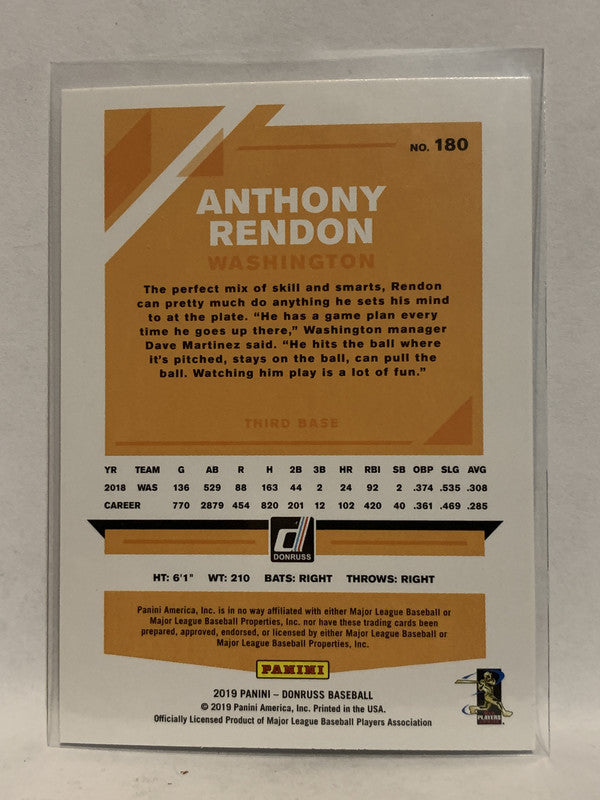 NO. 180
ANTHONY
RENDON
WASHINGTON
The perfect mix of skill and smarts, Rendon
can pretty much do anything he sets his mind
to at the plate. “He has a game plan every
time he goes up there,” Washington manager
Dave Martinez said. “He hits the ball where
it’s pitched, stays on the ball, can pull the
ball. Watching him play is a lot of fun.”
THIRD BASE
YR TEAM G AB R H 2B 3B HR RBI SB OBP SLG AVG
2018 WAS 136 529 88 163 44 2 24 92 2 .374 .535 .308
CAREER 770 2879 454 820 201 12 102 420 40 .361 .469 .285
d
DONRUSS
HT: 6'1" WT: 210 BATS: RIGHT THROWS: RIGHT
Panini America, Inc. is in no way affiliated with either Major League Baseball or
Major League Baseball Properties, Inc. nor have these trading cards been
prepared, approved, endorsed, or licensed by either Major League Baseball or
Major League Baseball Properties, Inc.
PANINI
2019 PANINI – DONRUSS BASEBALL
© 2019 Panini America, Inc. Printed in the USA.
Officially Licensed Product of Major League Baseball Players Association
PLAYERS